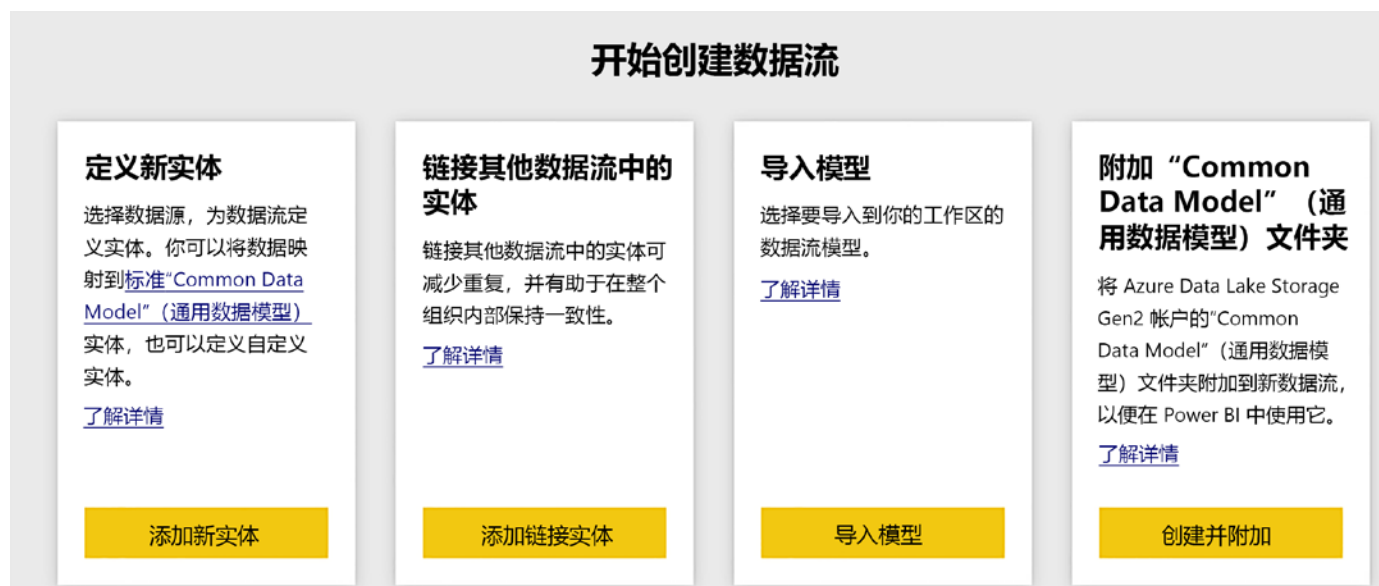 开始创建数据流
定义新实体
选择数据源，为数据流定
义实体。你可以将数据映
射到标准“Common Data
Model”（通用数据模型）
实体，也可以定义自定义
实体。
了解详情
添加新实体
链接其他数据流中的
实体
链接其他数据流中的实体可
减少重复，并有助于在整个
组织内部保持一致性。
了解详情
添加链接实体
导入模型
选择要导入到你的工作区的
数据流模型。
了解详情
导入模型
附加“Common
Data Model”（通
用数据模型）文件夹
将 Azure Data Lake Storage
Gen2 帐户的“Common
Data Model”（通用数据模
型）文件夹附加到新数据流，
以便在 Power BI 中使用它。
了解详情
创建并附加